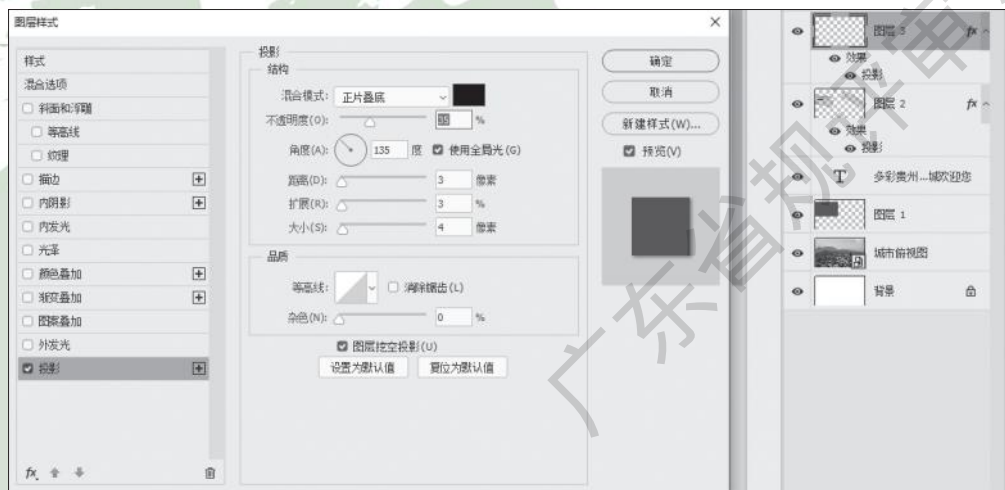 图层样式
样式
混合选项
斜面和浮雕
等高线
纹理
描边
内阴影
内发光
光泽
颜色叠加
渐变叠加
图案叠加
外发光
投影
fx
投影
结构
混合模式: 正片叠底
不透明度(O): 35 %
角度(A): 135 度 使用全局光(G)
距离(D): 3 像素
扩展(R): 3 %
大小(S): 4 像素
品质
等高线: 消除锯齿(L)
杂色(N): 0 %
图层挖空投影(U)
设置为默认值 复位为默认值
确定
取消
新建样式(W)...
预览(V)
图层 3 fx
效果
投影
图层 2 fx
效果
投影
T 多彩贵州...城欢迎您
图层 1
城市俯视图
背景
广东省规评审